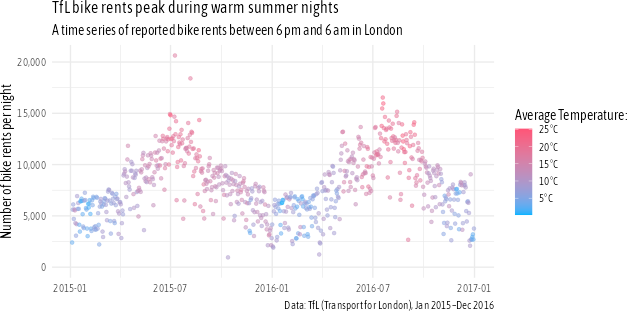 TfL bike rents peak during warm summer nights
A time series of reported bike rents between 6 pm and 6 am in London
Number of bike rents per night
20,000
15,000
10,000
5,000
0
2015-01
2015-07
2016-01
2016-07
2017-01
Average Temperature:
25°C
20°C
15°C
10°C
5°C
Data: TfL (Transport for London), Jan 2015–Dec 2016